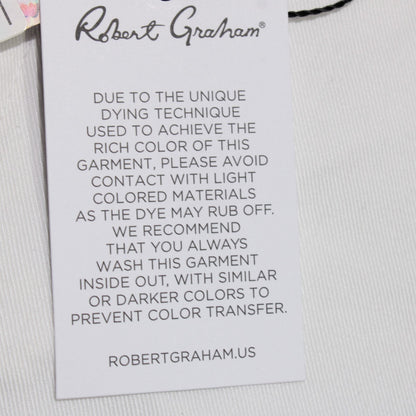 Robert Graham®
DUE TO THE UNIQUE
DYING TECHNIQUE
USED TO ACHIEVE THE
RICH COLOR OF THIS
GARMENT, PLEASE AVOID
CONTACT WITH LIGHT
COLORED MATERIALS
AS THE DYE MAY RUB OFF.
WE RECOMMEND
THAT YOU ALWAYS
WASH THIS GARMENT
INSIDE OUT, WITH SIMILAR
OR DARKER COLORS TO
PREVENT COLOR TRANSFER.
ROBERTGRAHAM.US